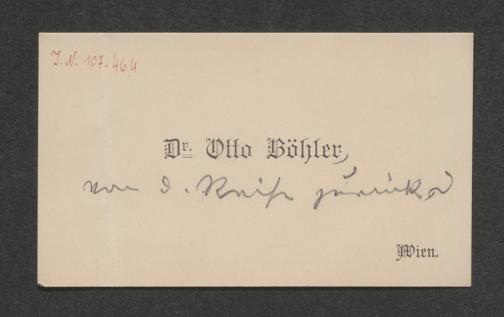 I. N. 107.464
Dr. Otto Böhler,
von d. Reise zurück
Wien.